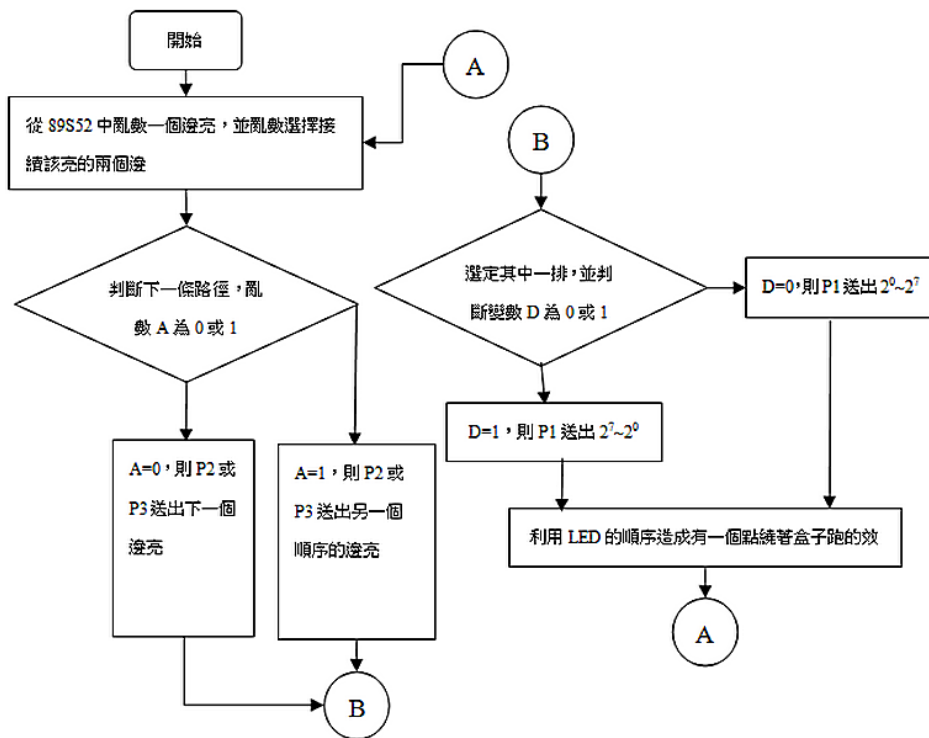 開始
A
從 89S52 中亂數一個邊亮，並亂數選擇接
續該亮的兩個邊
判斷下一條路徑，亂
數 A 為 0 或 1
A=0，則 P2 或
P3 送出下一個
邊亮
A=1，則 P2 或
P3 送出另一個
順序的邊亮
B
B
選定其中一排，並判
斷變數 D 為 0 或 1
D=0，則 P1 送出 2⁰~2⁷
D=1，則 P1 送出 2⁷~2⁰
利用 LED 的順序造成有一個點繞著盒子跑的效
A